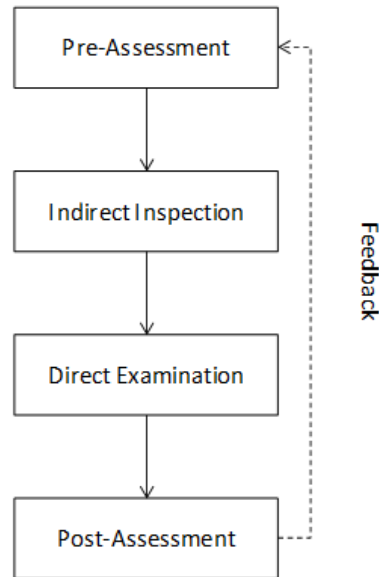 Pre-Assessment
Indirect Inspection
Direct Examination
Post-Assessment
Feedback